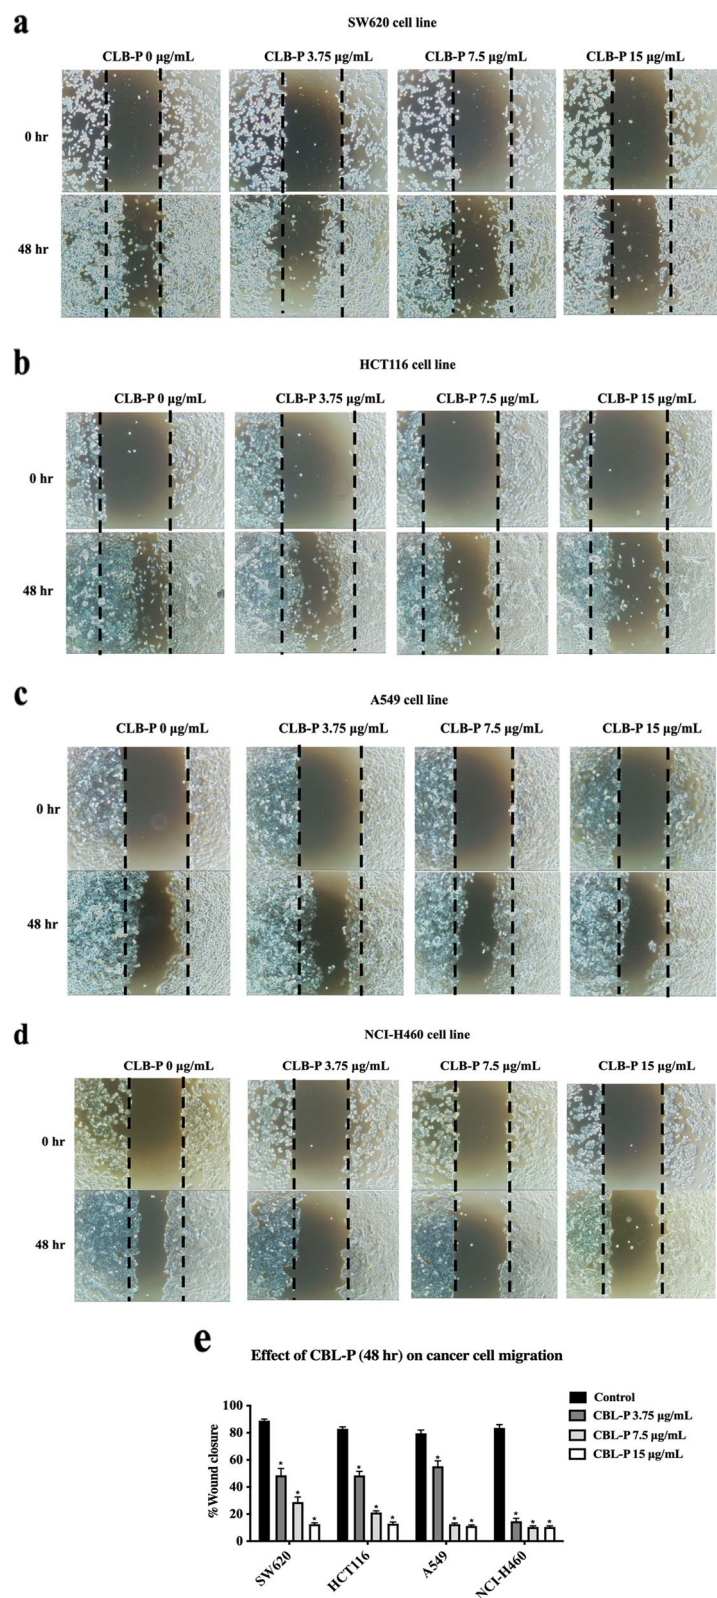 a
SW620 cell line
CLB-P 0 μg/mL CLB-P 3.75 μg/mL CLB-P 7.5 μg/mL CLB-P 15 μg/mL
0 hr
48 hr
b
HCT116 cell line
CLB-P 0 μg/mL CLB-P 3.75 μg/mL CLB-P 7.5 μg/mL CLB-P 15 μg/mL
0 hr
48 hr
c
A549 cell line
CLB-P 0 μg/mL CLB-P 3.75 μg/mL CLB-P 7.5 μg/mL CLB-P 15 μg/mL
0 hr
48 hr
d
NCI-H460 cell line
CLB-P 0 μg/mL CLB-P 3.75 μg/mL CLB-P 7.5 μg/mL CLB-P 15 μg/mL
0 hr
48 hr
e
Effect of CBL-P (48 hr) on cancer cell migration
Control
CBL-P 3.75 μg/mL
CBL-P 7.5 μg/mL
CBL-P 15 μg/mL
%Wound closure
100
80
60
40
20
0
* * * * * * * * * * * *
SW620 HCT116 A549 NCI-H460